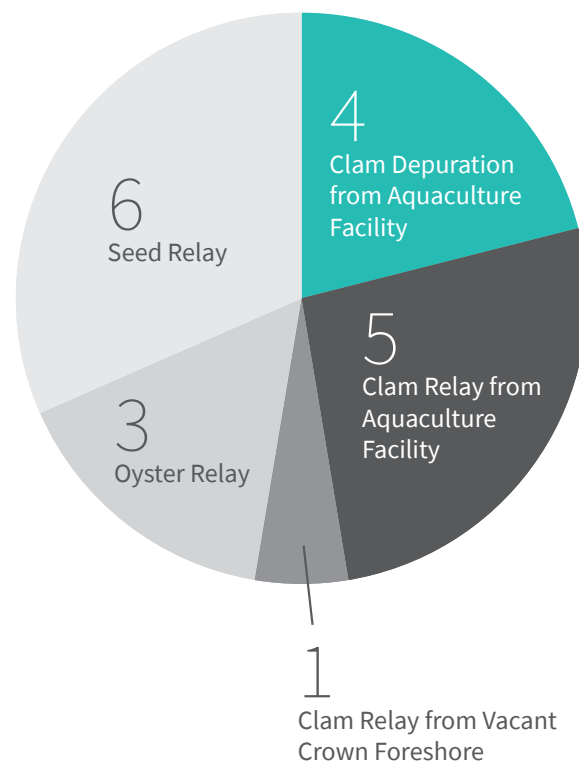 4
Clam Depuration
from Aquaculture
Facility
6
Seed Relay
5
Clam Relay from
Aquaculture
Facility
3
Oyster Relay
1
Clam Relay from Vacant
Crown Foreshore